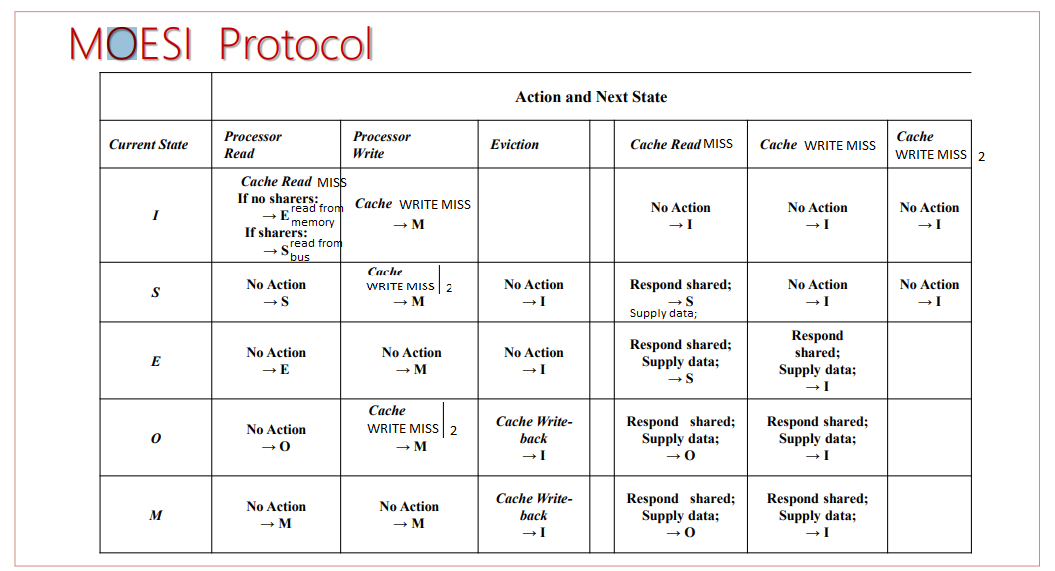 MOESI Protocol
Action and Next State
Current State
Processor
Read
Processor
Write
Eviction
Cache Read MISS
Cache WRITE MISS
Cache
WRITE MISS 2
I
Cache Read MISS
If no sharers:
→ E read from
memory
If sharers:
→ S read from
bus
Cache WRITE MISS
→ M
No Action
→ I
No Action
→ I
No Action
→ I
S
No Action
→ S
Cache
WRITE MISS 2
→ M
No Action
→ I
Respond shared;
→ S
Supply data;
No Action
→ I
No Action
→ I
E
No Action
→ E
No Action
→ M
No Action
→ I
Respond shared;
Supply data;
→ S
Respond
shared;
Supply data;
→ I
O
No Action
→ O
Cache
WRITE MISS 2
→ M
Cache Write-
back
→ I
Respond shared;
Supply data;
→ O
Respond shared;
Supply data;
→ I
M
No Action
→ M
No Action
→ M
Cache Write-
back
→ I
Respond shared;
Supply data;
→ O
Respond shared;
Supply data;
→ I